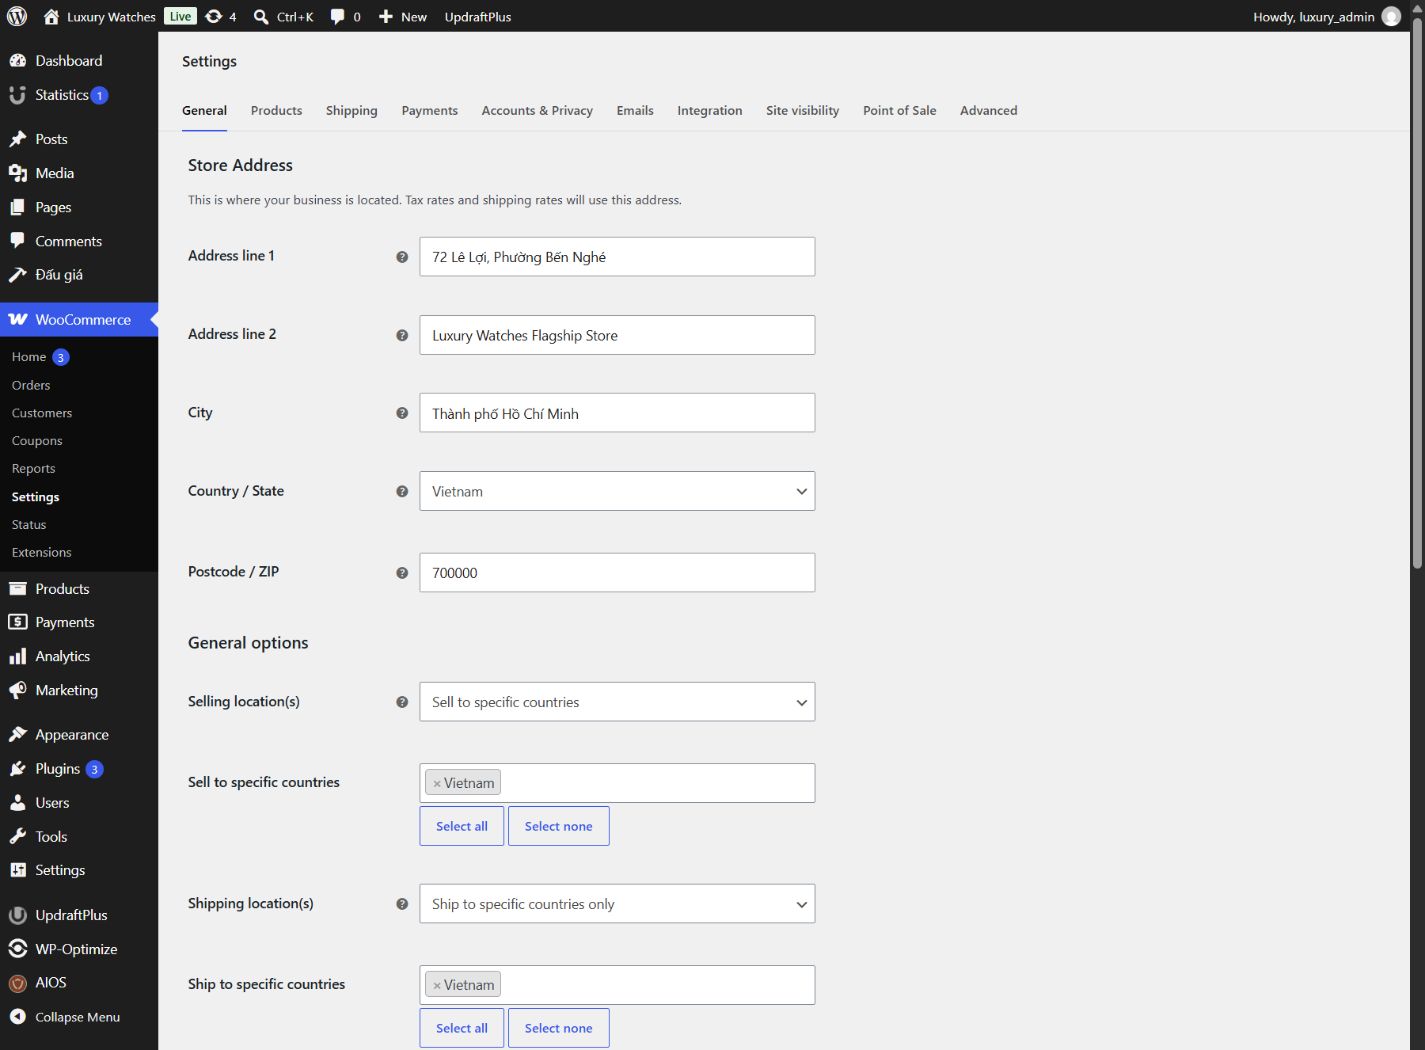 Luxury Watches Live 4 Ctrl+K 0 New UpdraftPlus Howdy, luxury_admin
Dashboard
Statistics 1
Posts
Media
Pages
Comments
Đấu giá
WooCommerce
Home 3
Orders
Customers
Coupons
Reports
Settings
Status
Extensions
Products
Payments
Analytics
Marketing
Appearance
Plugins 3
Users
Tools
Settings
UpdraftPlus
WP-Optimize
AIOS
Collapse Menu
Settings
General Products Shipping Payments Accounts & Privacy Emails Integration Site visibility Point of Sale Advanced
Store Address
This is where your business is located. Tax rates and shipping rates will use this address.
Address line 1 ? 72 Lê Lợi, Phường Bến Nghé
Address line 2 ? Luxury Watches Flagship Store
City ? Thành phố Hồ Chí Minh
Country / State ? Vietnam
Postcode / ZIP ? 700000
General options
Selling location(s) ? Sell to specific countries
Sell to specific countries × Vietnam
Select all Select none
Shipping location(s) ? Ship to specific countries only
Ship to specific countries × Vietnam
Select all Select none